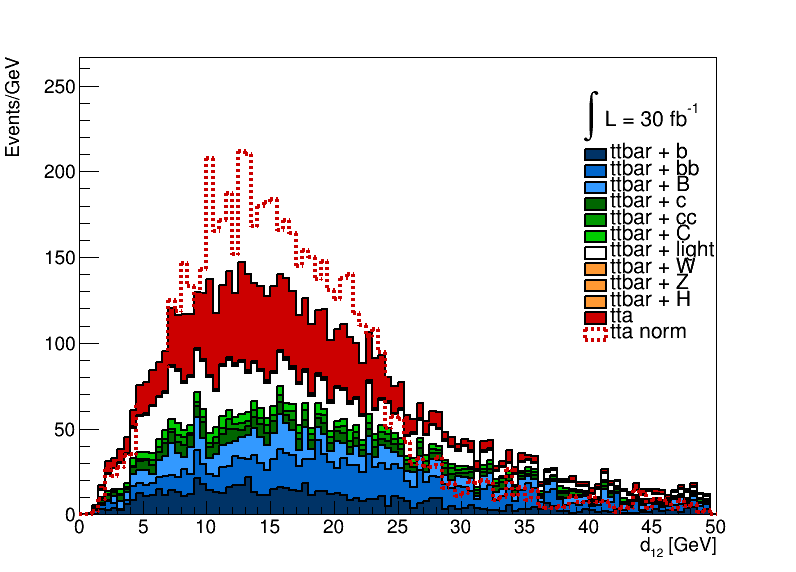 Events/GeV
250
200
150
100
50
0
∫ L = 30 fb⁻¹
ttbar + b
ttbar + bb
ttbar + B
ttbar + c
ttbar + cc
ttbar + C
ttbar + light
ttbar + W
ttbar + Z
ttbar + H
tta
tta norm
0 5 10 15 20 25 30 35 40 45 50
d₁₂ [GeV]